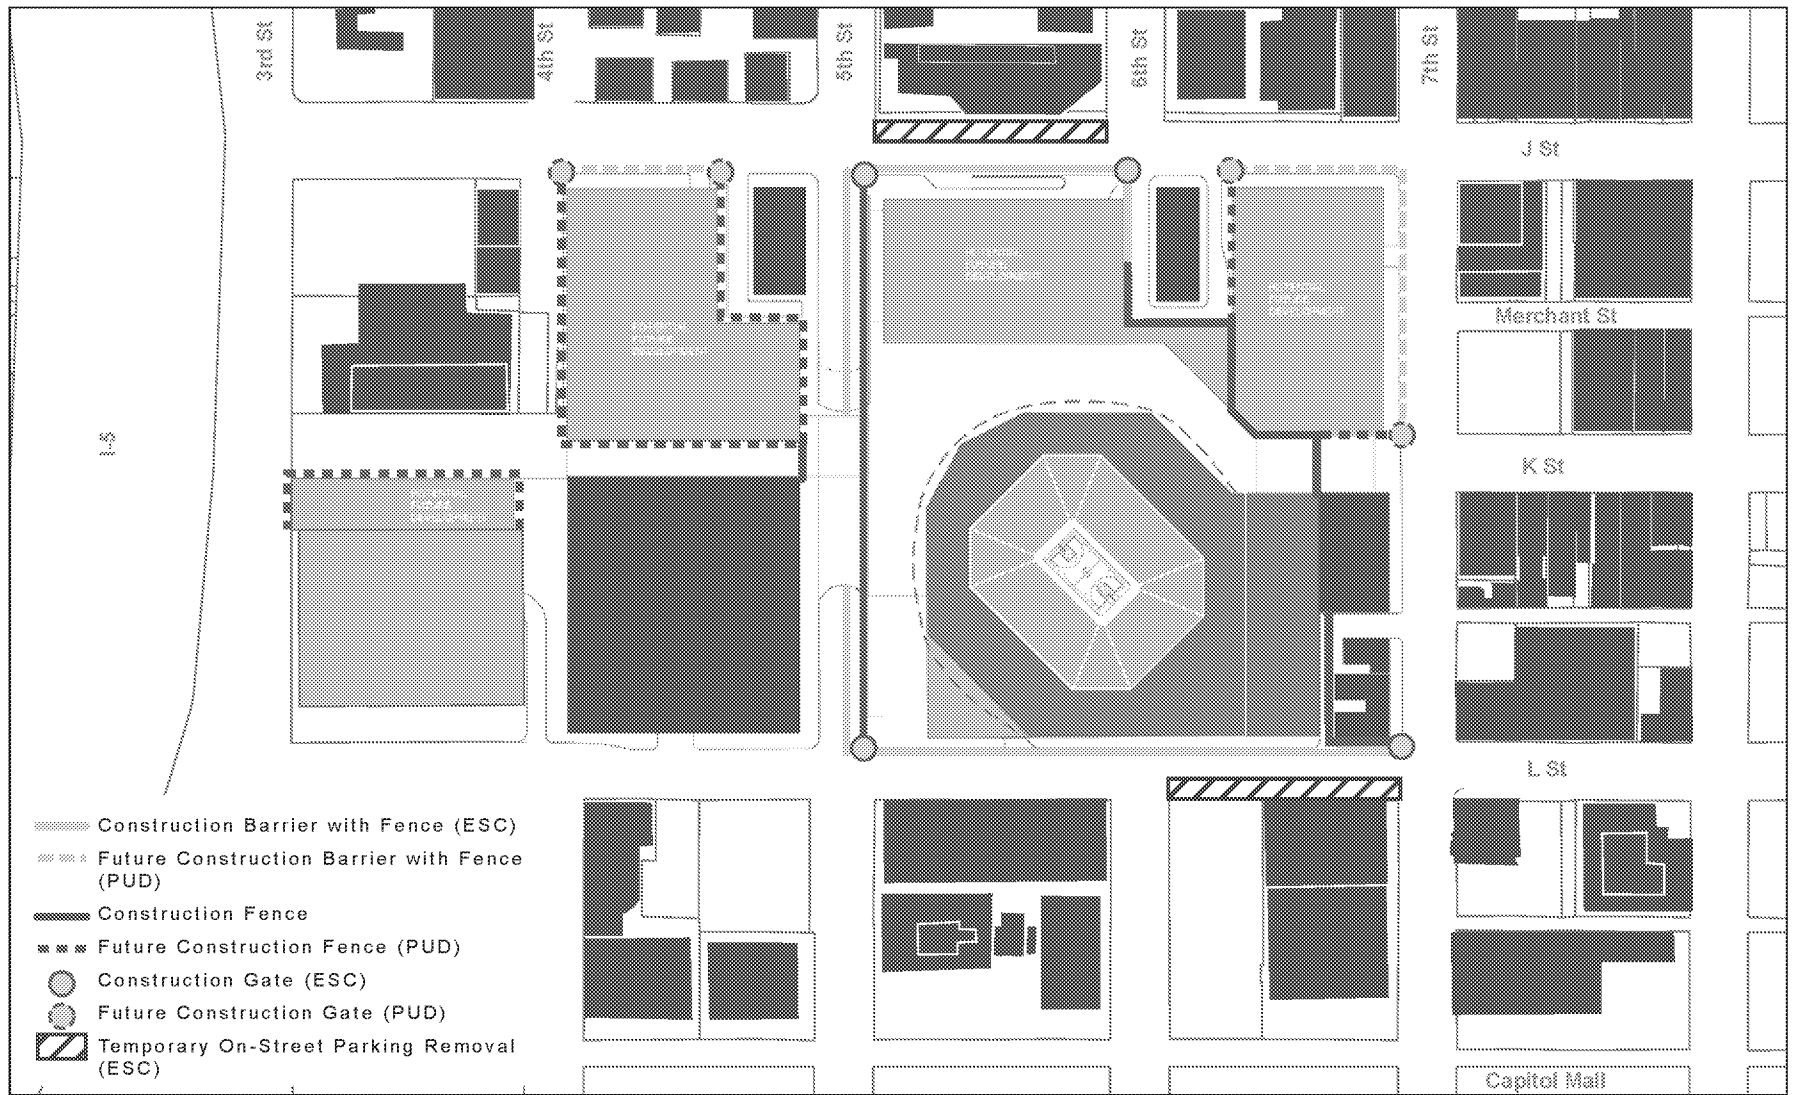 3rd St
4th St
5th St
6th St
7th St
J St
Merchant St
I-5
K St
L St
Construction Barrier with Fence (ESC)
Future Construction Barrier with Fence
(PUD)
Construction Fence
Future Construction Fence (PUD)
Construction Gate (ESC)
Future Construction Gate (PUD)
Temporary On-Street Parking Removal
(ESC)
Capitol Mall